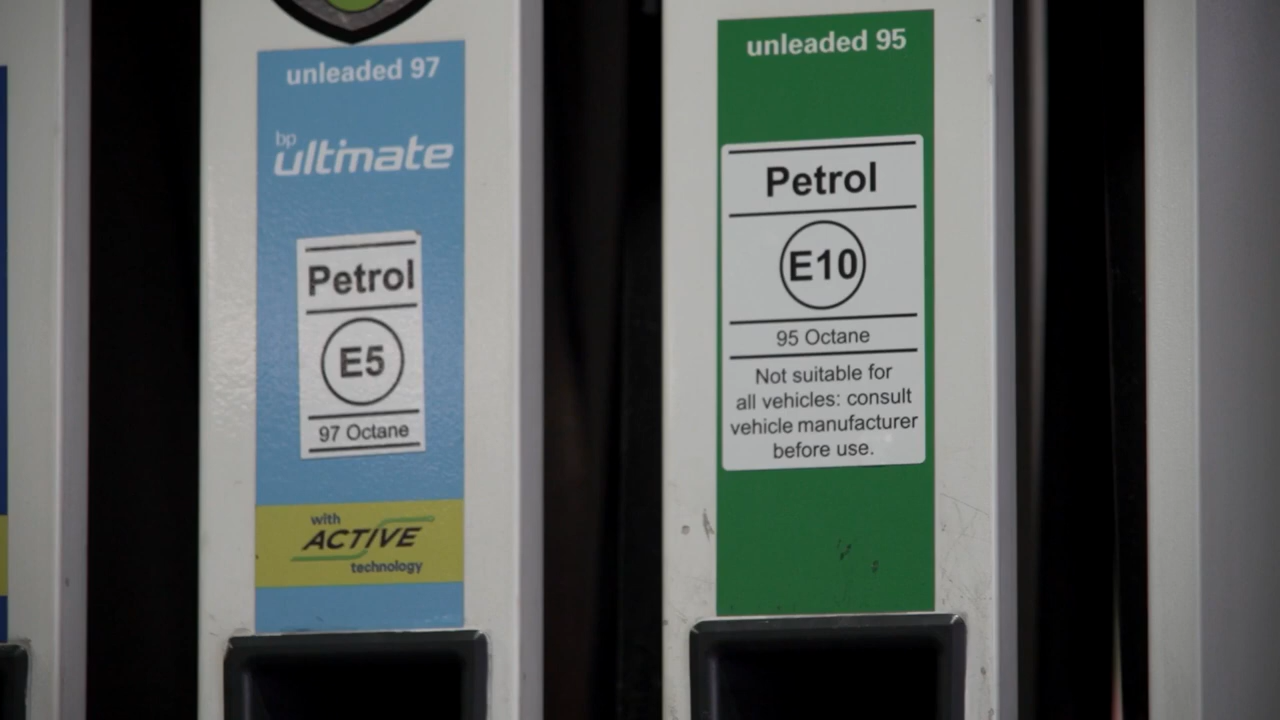 unleaded 97
bp
ultimate
Petrol
E5
97 Octane
with
ACTIVE
technology
unleaded 95
Petrol
E10
95 Octane
Not suitable for
all vehicles: consult
vehicle manufacturer
before use.